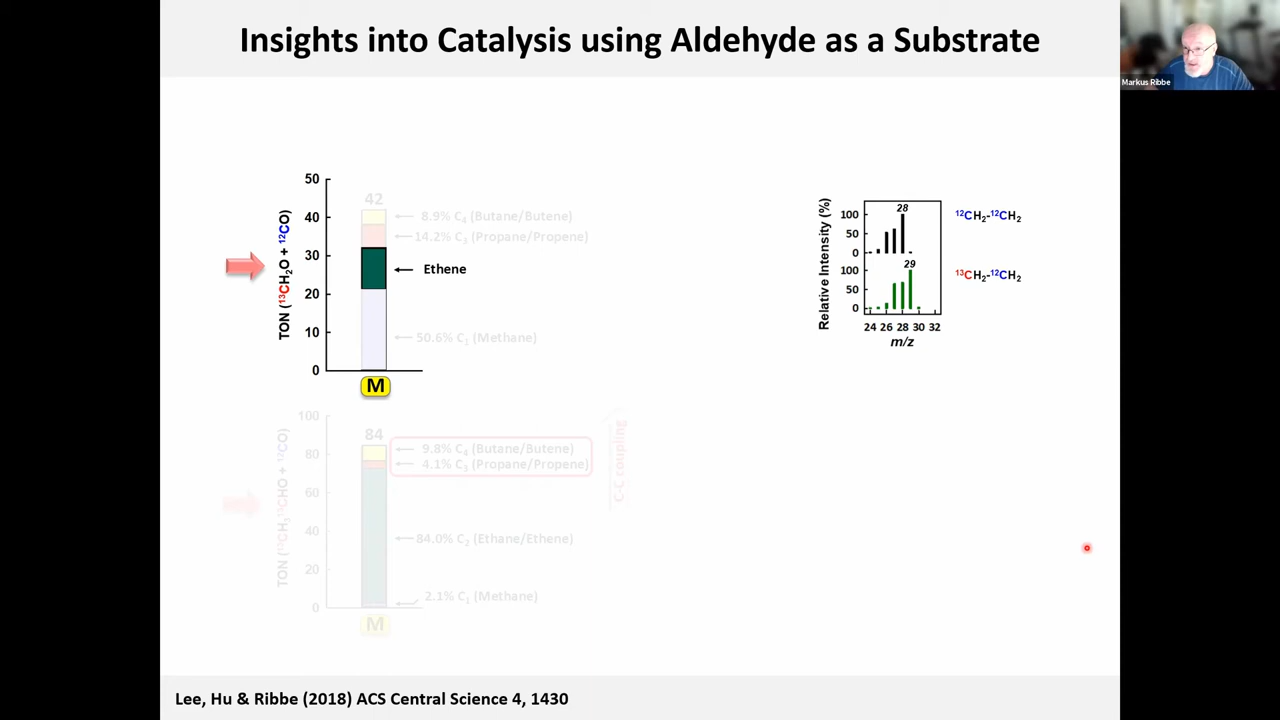 Insights into Catalysis using Aldehyde as a Substrate
Markus Ribbe
TON (¹³CH₂O + ¹²CO)
50
40
30
20
10
0
42
8.9% C₄ (Butane/Butene)
14.2% C₃ (Propane/Propene)
Ethene
50.6% C₁ (Methane)
M
Relative Intensity (%)
100
50
0
100
50
0
28
29
24 26 28 30 32
m/z
¹²CH₂-¹²CH₂
¹³CH₂-¹²CH₂
100
80
60
40
20
0
84
9.8% C₄ (Butane/Butene)
4.1% C₃ (Propane/Propene)
84.0% C₂ (Ethane/Ethene)
2.1% C₁ (Methane)
M
C-C coupling
Lee, Hu & Ribbe (2018) ACS Central Science 4, 1430